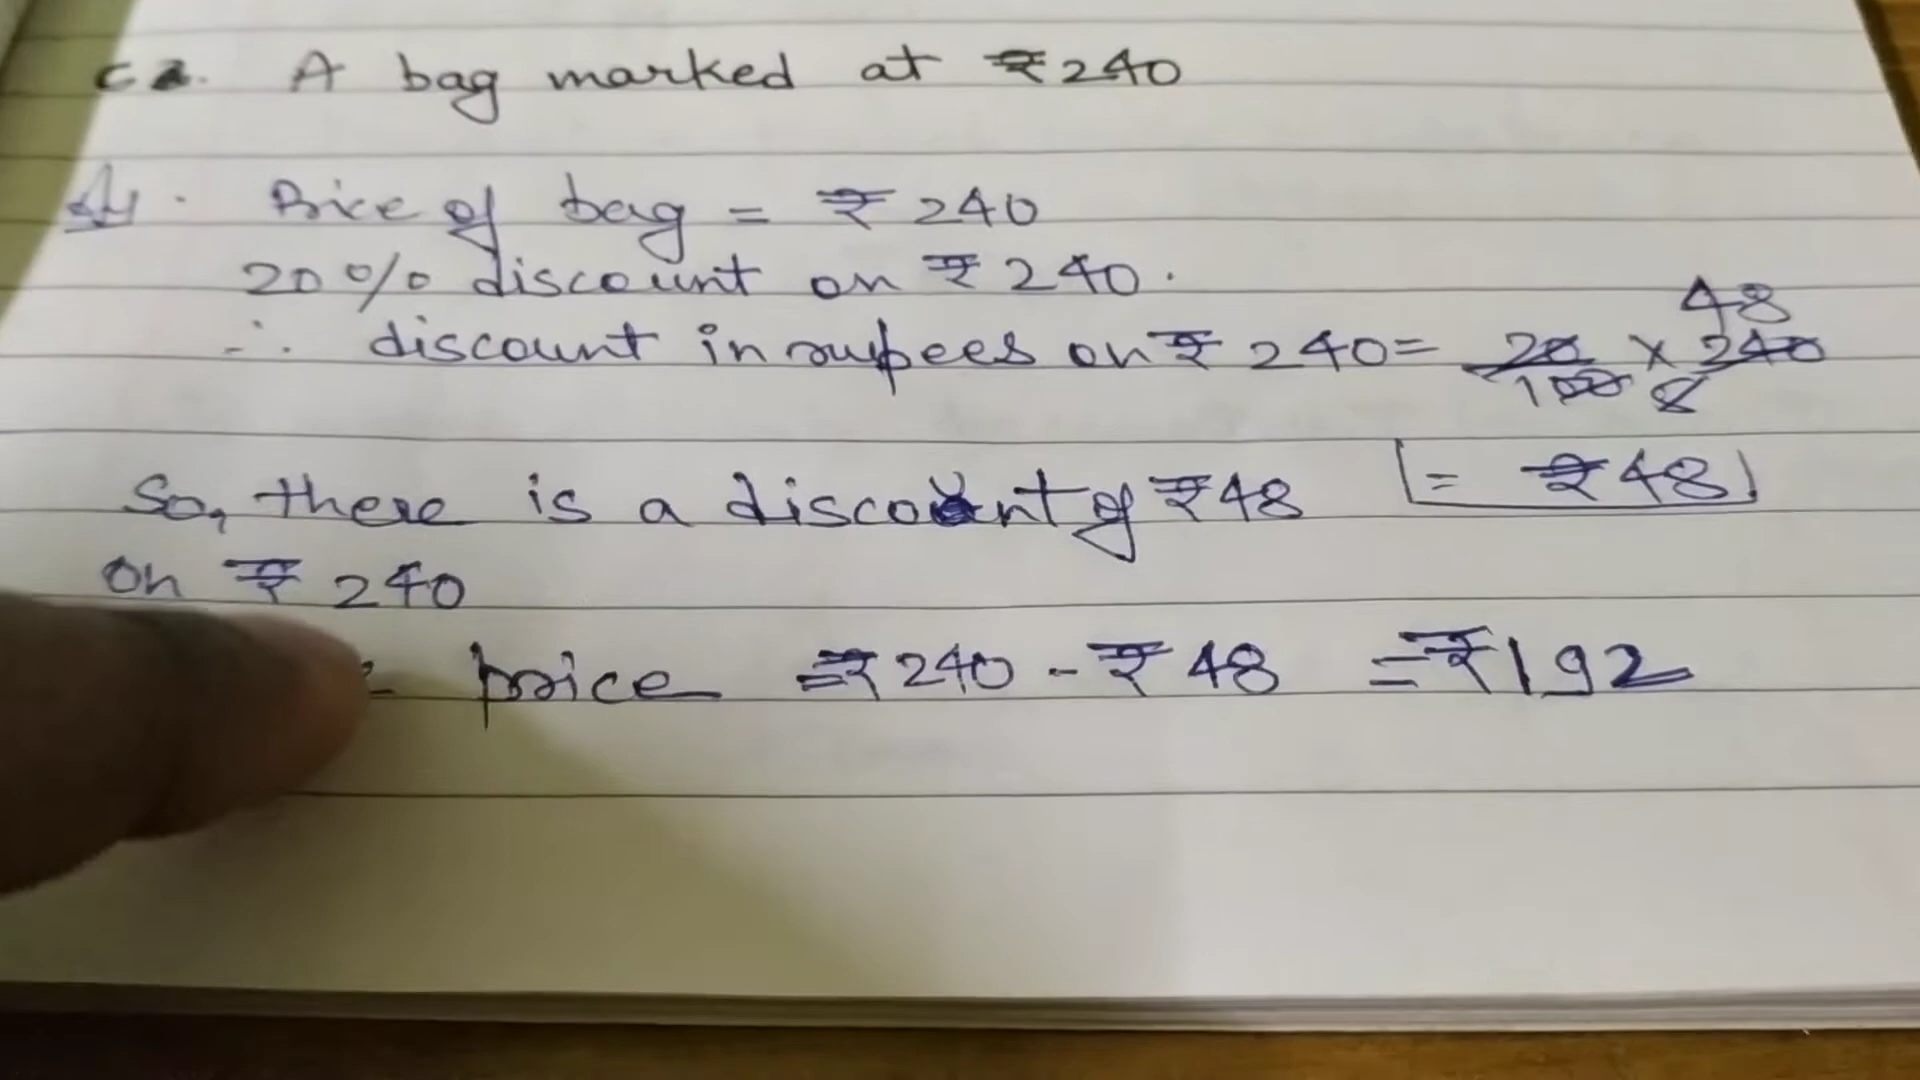 A bag marked at ₹240
Price of bag = ₹ 240
20% discount on ₹240.
∴ discount in rupees on ₹ 240 = 20/100 × 240 48
= ₹48
So, there is a discount of ₹48
on ₹ 240
price = ₹240 - ₹48 = ₹192